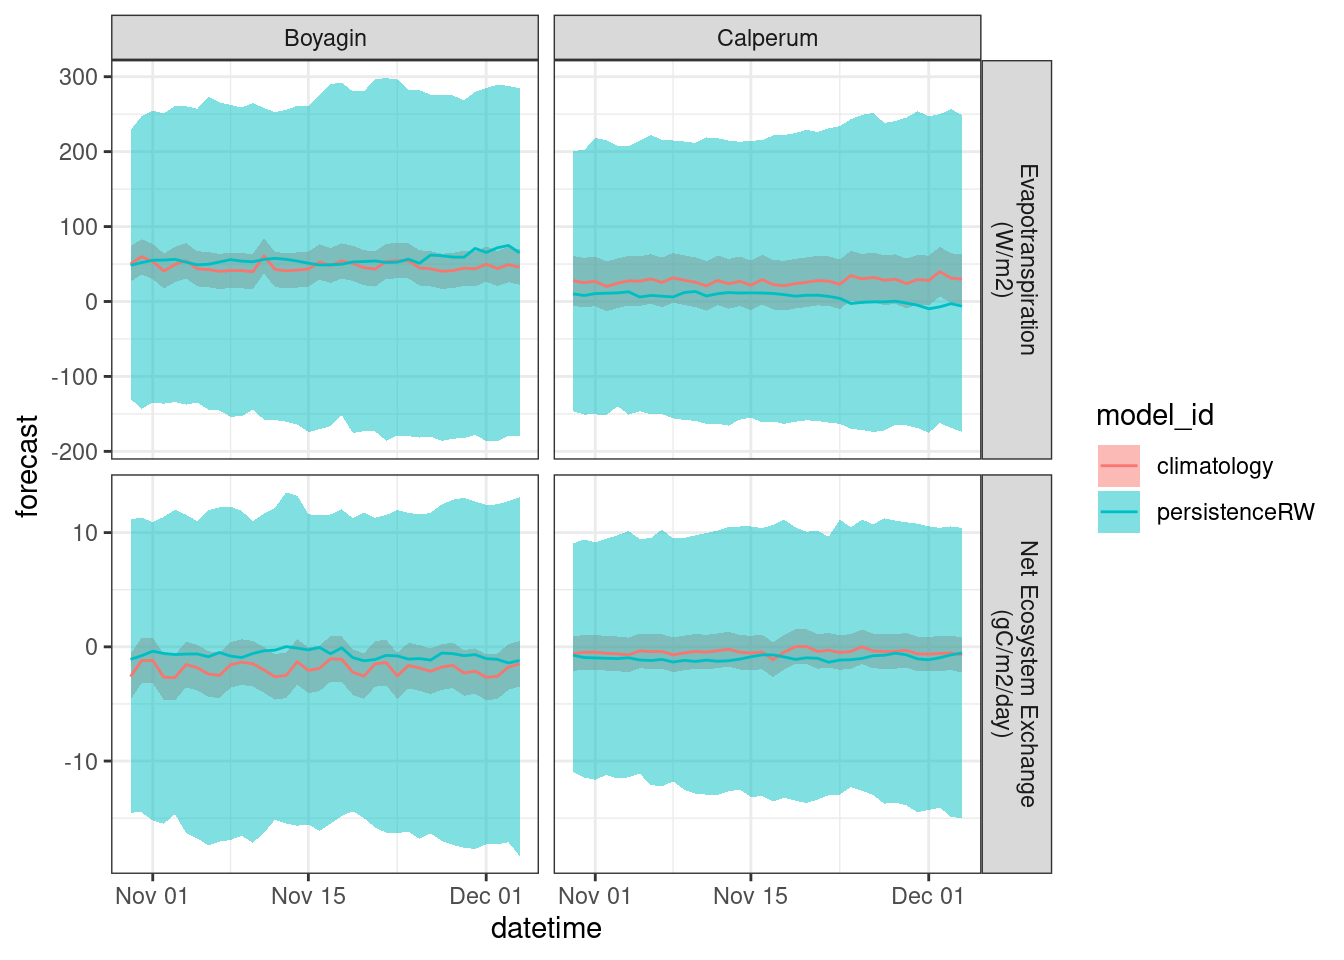 Boyagin
Calperum
300
200
100
0
-100
-200
Evapotranspiration
(W/m2)
10
0
-10
Net Ecosystem Exchange
(gC/m2/day)
forecast
Nov 01
Nov 15
Dec 01
Nov 01
Nov 15
Dec 01
datetime
model_id
climatology
persistenceRW